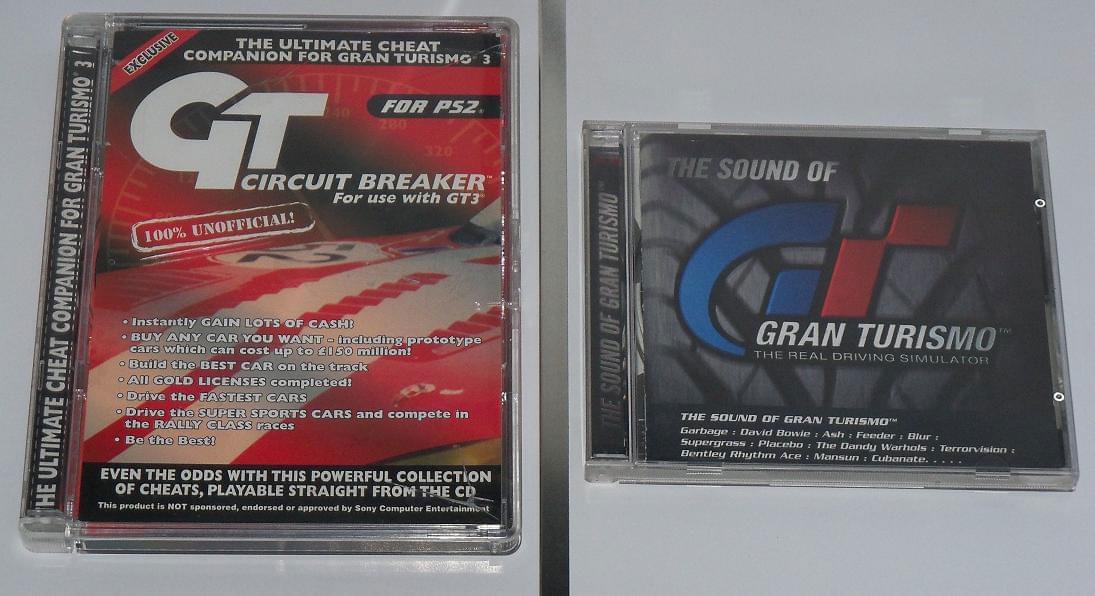 THE ULTIMATE CHEAT COMPANION FOR GRAN TURISMO® 3
EXCLUSIVE
THE ULTIMATE CHEAT
COMPANION FOR GRAN TURISMO® 3
GT
FOR PS2®
240
280
320
CIRCUIT BREAKER™
For use with GT3®
100% UNOFFICIAL!
• Instantly GAIN LOTS OF CASH!
• BUY ANY CAR YOU WANT - including prototype
cars which can cost up to £150 million!
• Build the BEST CAR on the track
• All GOLD LICENSES completed!
• Drive the FASTEST CARS
• Drive the SUPER SPORTS CARS and compete in
the RALLY CLASS races
• Be the Best!
EVEN THE ODDS WITH THIS POWERFUL COLLECTION
OF CHEATS, PLAYABLE STRAIGHT FROM THE CD
This product is NOT sponsored, endorsed or approved by Sony Computer Entertainment
THE SOUND OF GRAN TURISMO™
THE SOUND OF
GT
GRAN TURISMO™
THE REAL DRIVING SIMULATOR
THE SOUND OF GRAN TURISMO™
Garbage : David Bowie : Ash : Feeder : Blur :
Supergrass : Placebo : The Dandy Warhols : Terrorvision :
Bentley Rhythm Ace : Mansun : Cubanate. . . . .